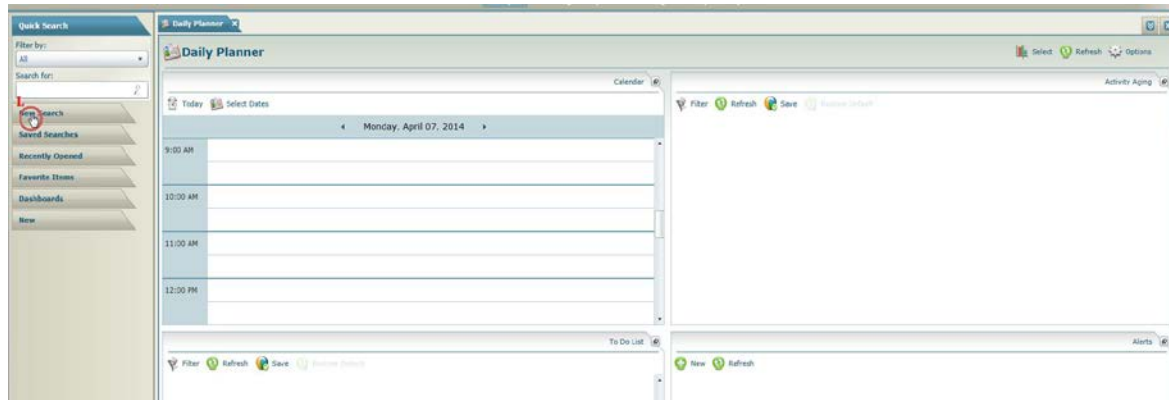 Quick Search
Filter by:
All
Search for:
L
New Search
Saved Searches
Recently Opened
Favorite Items
Dashboards
New
Daily Planner
Daily Planner
Select Refresh Options
Calendar
Today Select Dates
Monday, April 07, 2014
9:00 AM
10:00 AM
11:00 AM
12:00 PM
Activity Aging
Filter Refresh Save
To Do List
Filter Refresh Save
Alerts
New Refresh